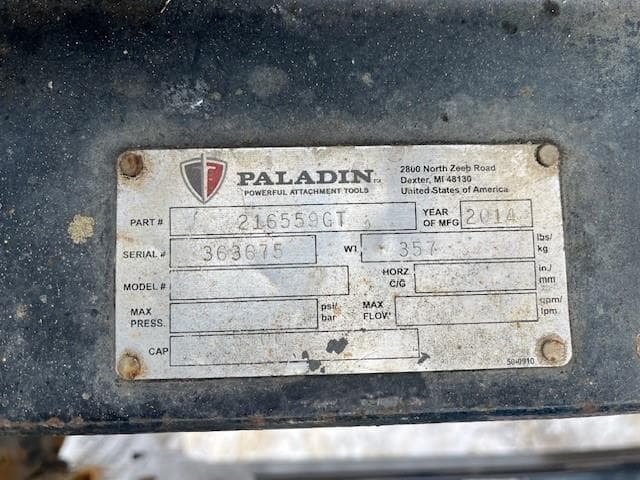 PALADIN
POWERFUL ATTACHMENT TOOLS
2800 North Zeeb Road
Dexter, MI 48130
United States of America
PART # 216559GT YEAR OF MFG 2014
SERIAL # 363075 WT 357 lbs/ kg
MODEL # HORZ C/G in./ mm
MAX PRESS. psi/ bar MAX FLOW gpm/ lpm
CAP
50-0910